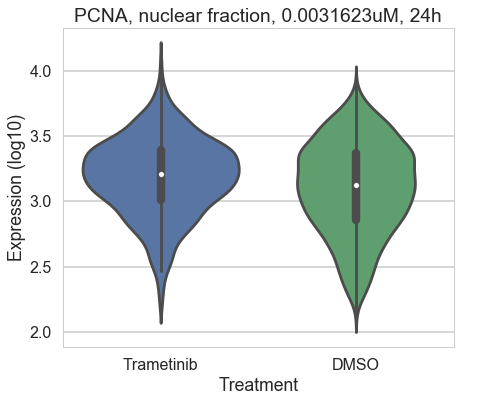 PCNA, nuclear fraction, 0.0031623uM, 24h
4.0
3.5
3.0
2.5
2.0
Expression (log10)
Trametinib
DMSO
Treatment